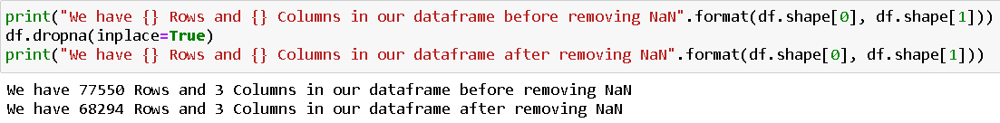 print("We have {} Rows and {} Columns in our dataframe before removing NaN".format(df.shape[0], df.shape[1]))
df.dropna(inplace=True)
print("We have {} Rows and {} Columns in our dataframe after removing NaN".format(df.shape[0], df.shape[1]))
We have 77550 Rows and 3 Columns in our dataframe before removing NaN
We have 68294 Rows and 3 Columns in our dataframe after removing NaN